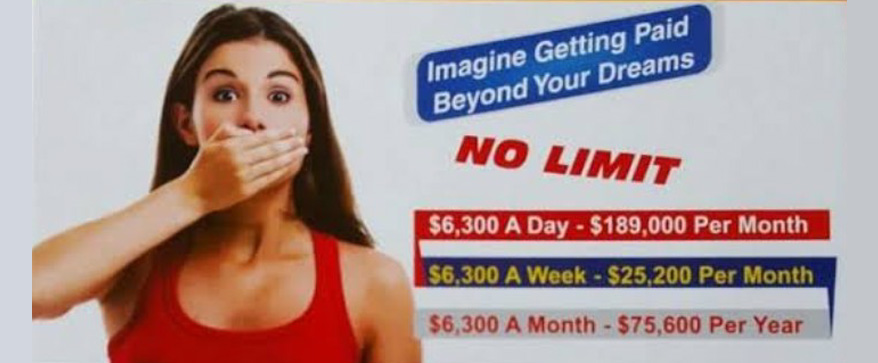 Imagine Getting Paid
Beyond Your Dreams
NO LIMIT
$6,300 A Day - $189,000 Per Month
$6,300 A Week - $25,200 Per Month
$6,300 A Month - $75,600 Per Year